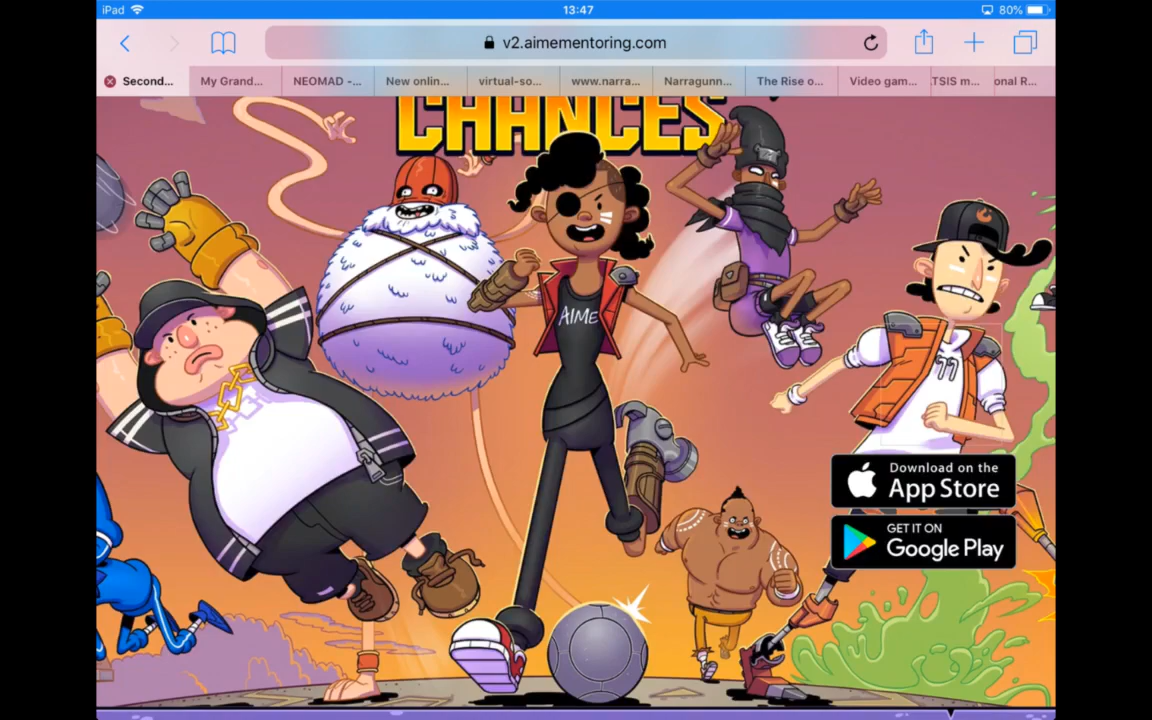 iPad 13:47 80%
v2.aimementoring.com
Second... My Grand... NEOMAD -... New onlin... virtual-so... www.narra... Narragunn... The Rise o... Video gam... TSIS m... onal R...
CHANCES
AIME
77
Download on the
App Store
GET IT ON
Google Play